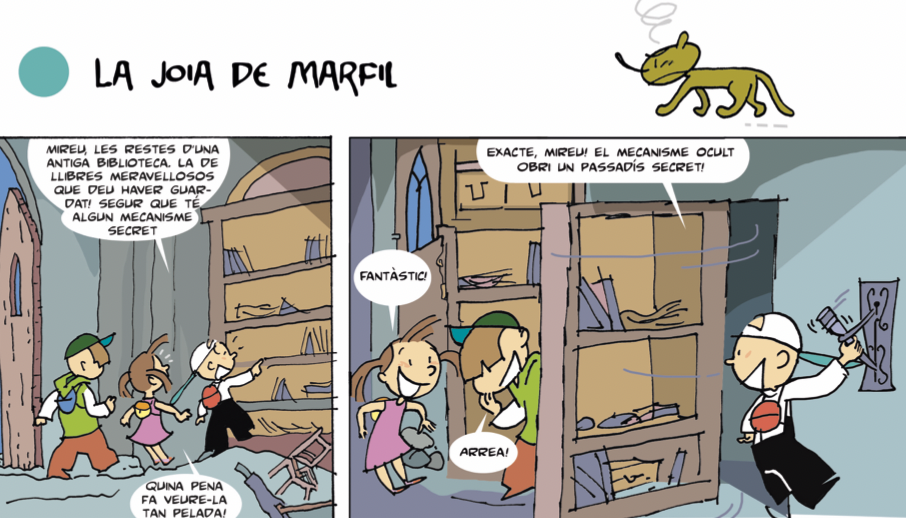 LA JOIA DE MARFIL
MIREU, LES RESTES D'UNA
ANTIGA BIBLIOTECA. LA DE
LLIBRES MERAVELLOSOS
QUE DEU HAVER GUAR-
DAT! SEGUR QUE TÉ
ALGUN MECANISME
SECRET
QUINA PENA
FA VEURE-LA
TAN PELADA!
EXACTE, MIREU! EL MECANISME OCULT
OBRI UN PASSADÍS SECRET!
FANTÀSTIC!
ARREA!